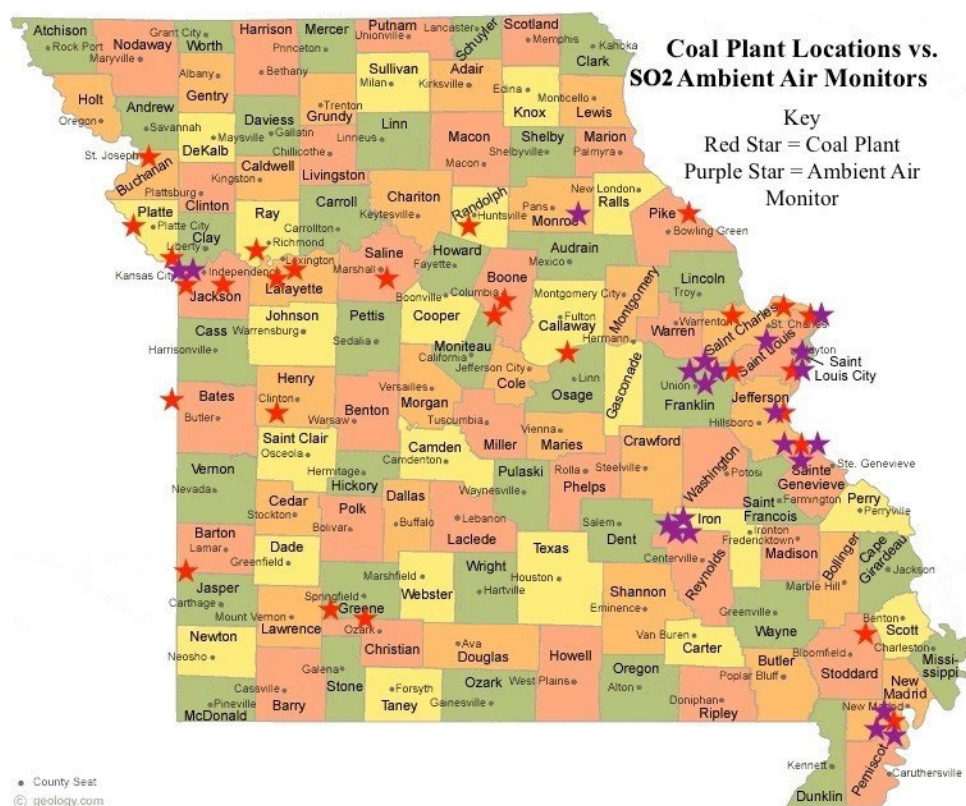 Coal Plant Locations vs.
SO2 Ambient Air Monitors
Key
Red Star = Coal Plant
Purple Star = Ambient Air
Monitor
Atchison
Rock Port
Nodaway
Maryville
Grant City
Worth
Harrison
Bethany
Mercer
Princeton
Putnam
Unionville
Lancaster
Schuyler
Scotland
Memphis
Kahoka
Clark
Holt
Oregon
Andrew
Savannah
Albany
Gentry
DeKalb
Maysville
Daviess
Gallatin
Trenton
Grundy
Sullivan
Milan
Linn
Linneus
Adair
Kirksville
Edina
Knox
Monticello
Lewis
St. Joseph
Buchanan
Plattsburg
Clinton
Caldwell
Kingston
Chillicothe
Livingston
Chariton
Keytesville
Macon
Macon
Shelby
Shelbyville
Marion
Palmyra
Platte
Platte City
Clay
Liberty
Ray
Richmond
Carroll
Carrollton
Randolph
Huntsville
Paris
Monroe
New London
Ralls
Pike
Bowling Green
Kansas City
Independence
Jackson
Lexington
Lafayette
Saline
Marshall
Howard
Fayette
Boonville
Boone
Columbia
Audrain
Mexico
Montgomery City
Montgomery
Lincoln
Troy
Cass
Harrisonville
Johnson
Warrensburg
Pettis
Sedalia
Cooper
Moniteau
California
Jefferson City
Cole
Fulton
Callaway
Hermann
Gasconade
Warren
Warrenton
Saint Charles
St. Charles
Saint Louis
Clayton
Saint
Louis City
Bates
Butler
Henry
Clinton
Benton
Warsaw
Versailles
Morgan
Tuscumbia
Miller
Linn
Osage
Vienna
Maries
Union
Franklin
Jefferson
Hillsboro
Vernon
Nevada
Saint Clair
Osceola
Hermitage
Hickory
Camden
Camdenton
Pulaski
Waynesville
Rolla
Phelps
Crawford
Steelville
Washington
Potosi
Saint
Francois
Farmington
Ste. Genevieve
Sainte
Genevieve
Perry
Perryville
Barton
Lamar
Cedar
Stockton
Polk
Bolivar
Dallas
Buffalo
Lebanon
Laclede
Texas
Houston
Salem
Dent
Iron
Ironton
Centerville
Reynolds
Fredericktown
Madison
Bollinger
Marble Hill
Cape
Girardeau
Jackson
Dade
Greenfield
Jasper
Carthage
Springfield
Greene
Marshfield
Webster
Wright
Hartville
Shannon
Eminence
Greenville
Wayne
Benton
Scott
Charleston
Missi-
ssippi
Newton
Neosho
Mount Vernon
Lawrence
Ozark
Christian
Ava
Douglas
Howell
West Plains
Van Buren
Carter
Butler
Poplar Bluff
Bloomfield
Stoddard
New
Madrid
New Madrid
McDonald
Pineville
Cassville
Barry
Galena
Stone
Forsyth
Taney
Ozark
Gainesville
Oregon
Alton
Doniphan
Ripley
Kennett
Dunklin
Pemiscot
Caruthersville
County Seat
© geology.com